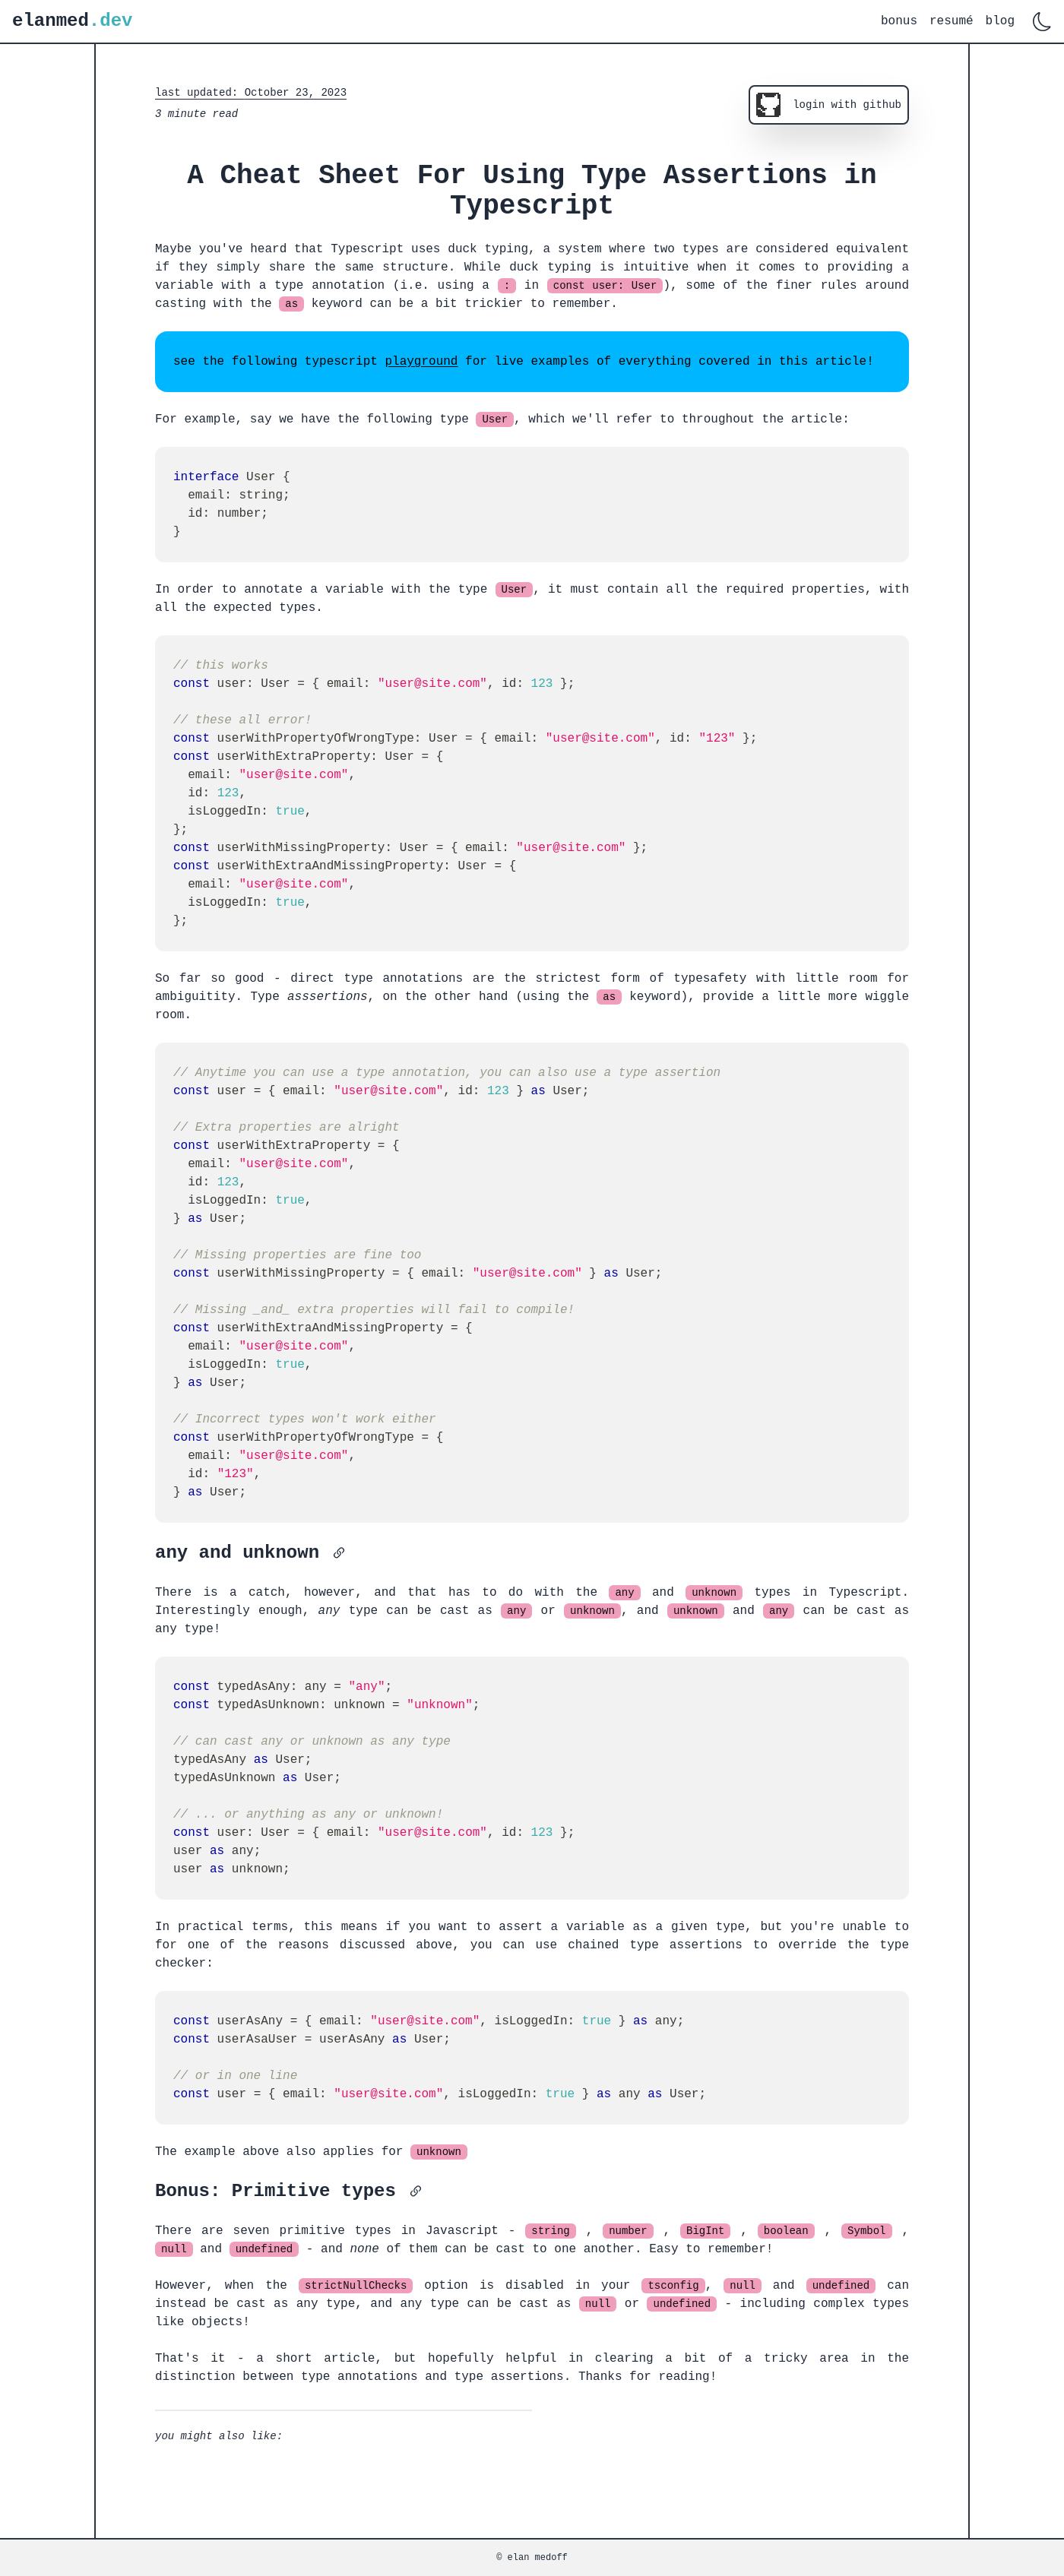 elanmed.dev
bonus resumé blog
last updated: October 23, 2023
3 minute read
login with github
A Cheat Sheet For Using Type Assertions in
Typescript
Maybe you've heard that Typescript uses duck typing, a system where two types are considered equivalent
if they simply share the same structure. While duck typing is intuitive when it comes to providing a
variable with a type annotation (i.e. using a : in const user: User), some of the finer rules around
casting with the as keyword can be a bit trickier to remember.
see the following typescript playground for live examples of everything covered in this article!
For example, say we have the following type User, which we'll refer to throughout the article:
interface User {
  email: string;
  id: number;
}
In order to annotate a variable with the type User, it must contain all the required properties, with
all the expected types.
// this works
const user: User = { email: "user@site.com", id: 123 };
// these all error!
const userWithPropertyOfWrongType: User = { email: "user@site.com", id: "123" };
const userWithExtraProperty: User = {
  email: "user@site.com",
  id: 123,
  isLoggedIn: true,
};
const userWithMissingProperty: User = { email: "user@site.com" };
const userWithExtraAndMissingProperty: User = {
  email: "user@site.com",
  isLoggedIn: true,
};
So far so good - direct type annotations are the strictest form of typesafety with little room for
ambiguitity. Type asssertions, on the other hand (using the as keyword), provide a little more wiggle
room.
// Anytime you can use a type annotation, you can also use a type assertion
const user = { email: "user@site.com", id: 123 } as User;
// Extra properties are alright
const userWithExtraProperty = {
  email: "user@site.com",
  id: 123,
  isLoggedIn: true,
} as User;
// Missing properties are fine too
const userWithMissingProperty = { email: "user@site.com" } as User;
// Missing _and_ extra properties will fail to compile!
const userWithExtraAndMissingProperty = {
  email: "user@site.com",
  isLoggedIn: true,
} as User;
// Incorrect types won't work either
const userWithPropertyOfWrongType = {
  email: "user@site.com",
  id: "123",
} as User;
any and unknown
There is a catch, however, and that has to do with the any and unknown types in Typescript.
Interestingly enough, any type can be cast as any or unknown, and unknown and any can be cast as
any type!
const typedAsAny: any = "any";
const typedAsUnknown: unknown = "unknown";
// can cast any or unknown as any type
typedAsAny as User;
typedAsUnknown as User;
// ... or anything as any or unknown!
const user: User = { email: "user@site.com", id: 123 };
user as any;
user as unknown;
In practical terms, this means if you want to assert a variable as a given type, but you're unable to
for one of the reasons discussed above, you can use chained type assertions to override the type
checker:
const userAsAny = { email: "user@site.com", isLoggedIn: true } as any;
const userAsaUser = userAsAny as User;
// or in one line
const user = { email: "user@site.com", isLoggedIn: true } as any as User;
The example above also applies for unknown
Bonus: Primitive types
There are seven primitive types in Javascript - string , number , BigInt , boolean , Symbol ,
null and undefined - and none of them can be cast to one another. Easy to remember!
However, when the strictNullChecks option is disabled in your tsconfig, null and undefined can
instead be cast as any type, and any type can be cast as null or undefined - including complex types
like objects!
That's it - a short article, but hopefully helpful in clearing a bit of a tricky area in the
distinction between type annotations and type assertions. Thanks for reading!
you might also like:
© elan medoff